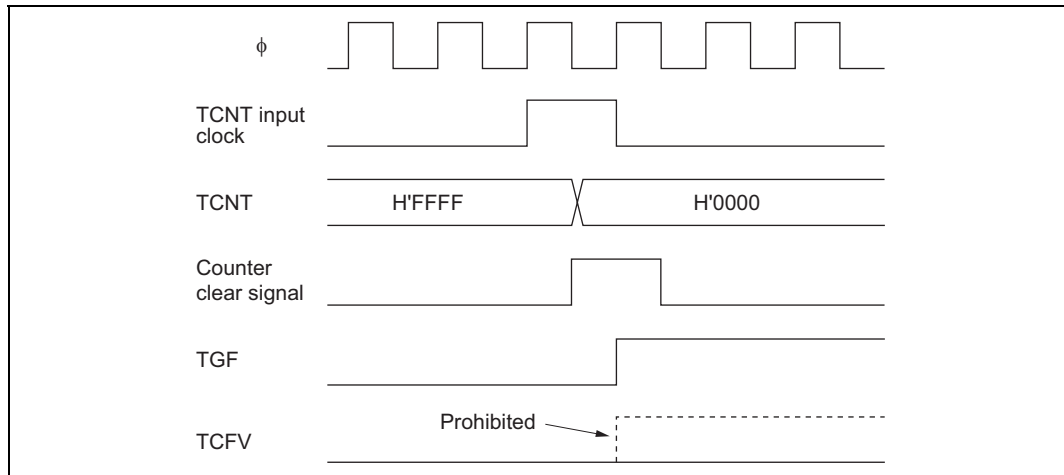 ϕ
TCNT input
clock
TCNT
H'FFFF
H'0000
Counter
clear signal
TGF
Prohibited
TCFV